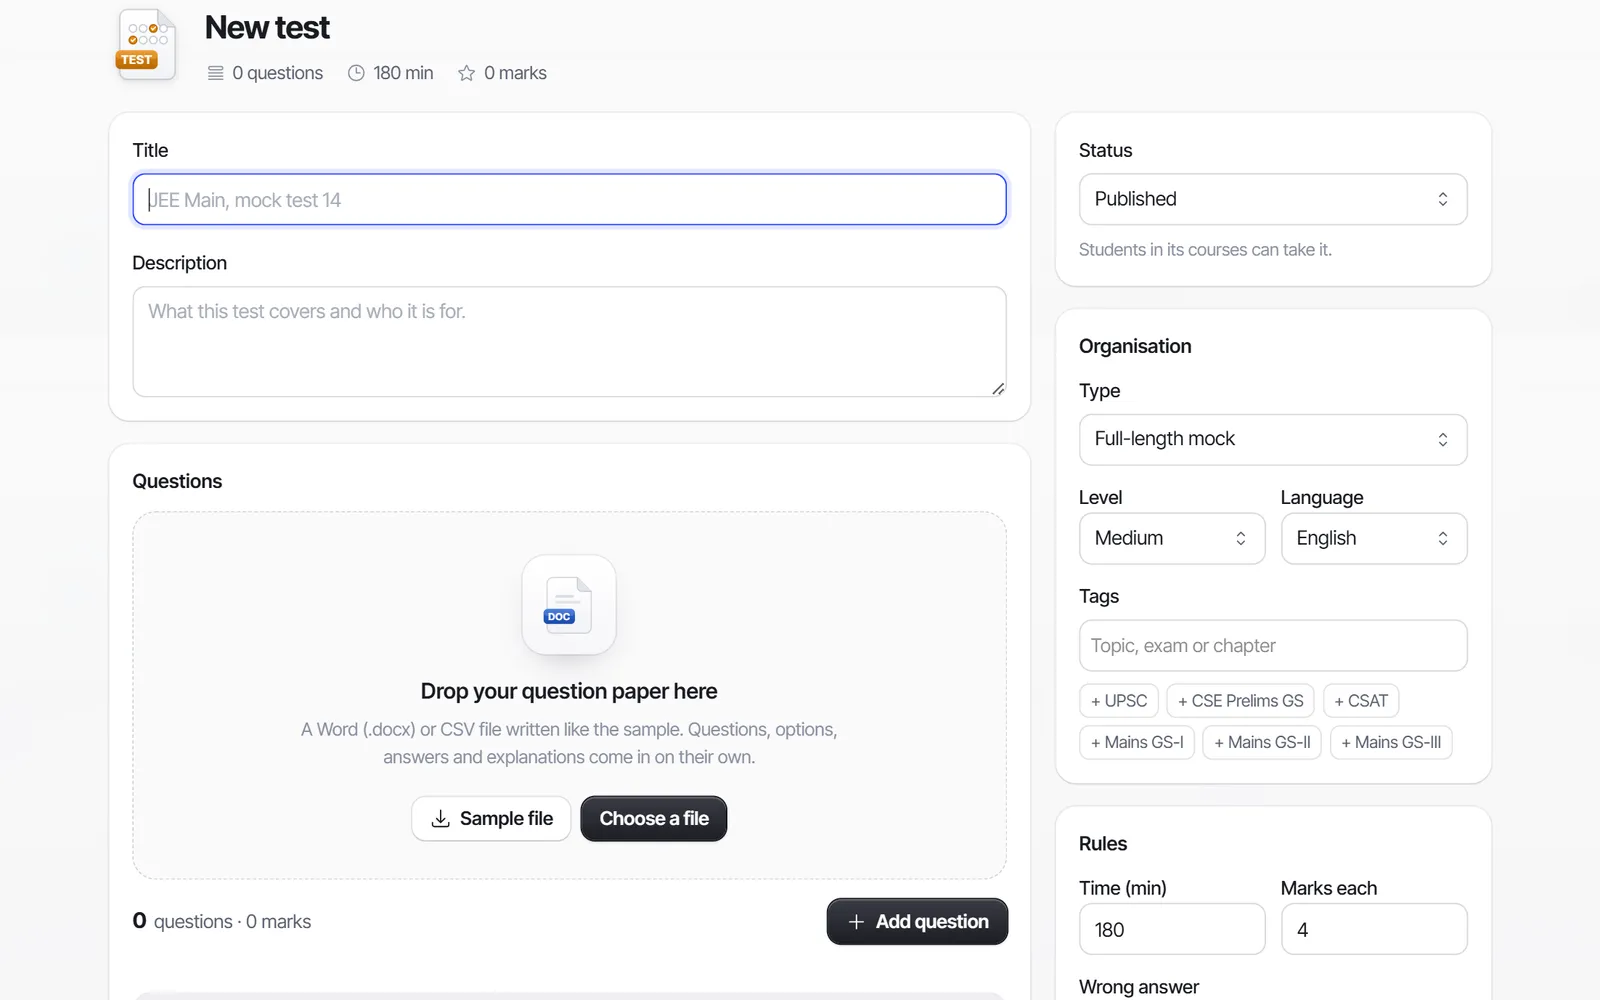 TEST
New test
0 questions 180 min 0 marks
Title
JEE Main, mock test 14
Description
What this test covers and who it is for.
Questions
DOC
Drop your question paper here
A Word (.docx) or CSV file written like the sample. Questions, options,
answers and explanations come in on their own.
Sample file Choose a file
0 questions · 0 marks
Add question
Status
Published
Students in its courses can take it.
Organisation
Type
Full-length mock
Level Language
Medium English
Tags
Topic, exam or chapter
+ UPSC + CSE Prelims GS + CSAT
+ Mains GS-I + Mains GS-II + Mains GS-III
Rules
Time (min) Marks each
180 4
Wrong answer